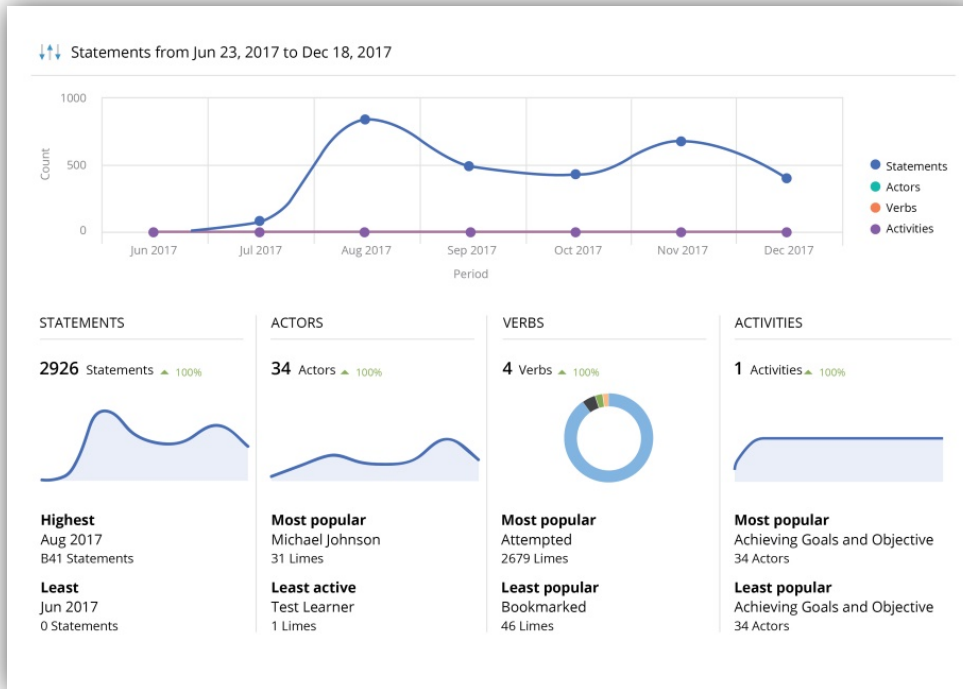 Statements from Jun 23, 2017 to Dec 18, 2017
1000
500
0
Count
Jun 2017
Jul 2017
Aug 2017
Sep 2017
Oct 2017
Nov 2017
Dec 2017
Period
Statements
Actors
Verbs
Activities
STATEMENTS
2926 Statements 100%
Highest
Aug 2017
B41 Statements
Least
Jun 2017
0 Statements
ACTORS
34 Actors 100%
Most popular
Michael Johnson
31 Limes
Least active
Test Learner
1 Limes
VERBS
4 Verbs 100%
Most popular
Attempted
2679 Limes
Least popular
Bookmarked
46 Limes
ACTIVITIES
1 Activities 100%
Most popular
Achieving Goals and Objective
34 Actors
Least popular
Achieving Goals and Objective
34 Actors